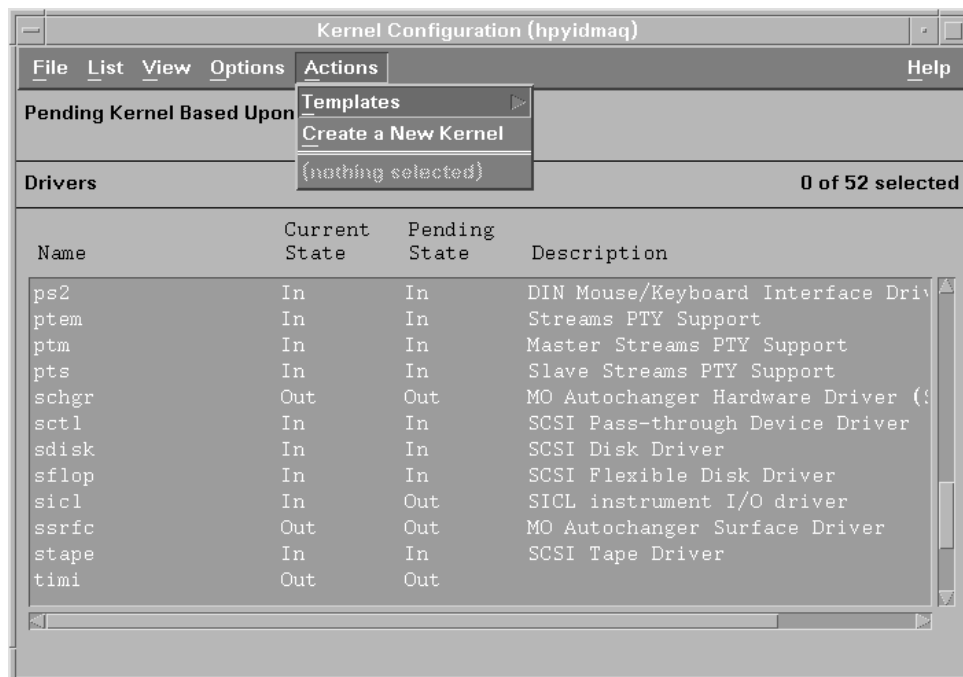 Kernel Configuration (hpyidmaq)
File List View Options Actions Help
Templates
Create a New Kernel
(nothing selected)
Pending Kernel Based Upon
Drivers 0 of 52 selected
Current Pending
Name State State Description
ps2 In In DIN Mouse/Keyboard Interface
ptem In In Streams PTY Support
ptm In In Master Streams PTY Support
pts In In Slave Streams PTY Support
schgr Out Out MO Autochanger Hardware Driver
sctl In In SCSI Pass-through Device Driver
sdisk In In SCSI Disk Driver
sflop In In SCSI Flexible Disk Driver
sicl In Out SICL instrument I/O driver
ssrfc Out Out MO Autochanger Surface Driver
stape In In SCSI Tape Driver
timi Out Out